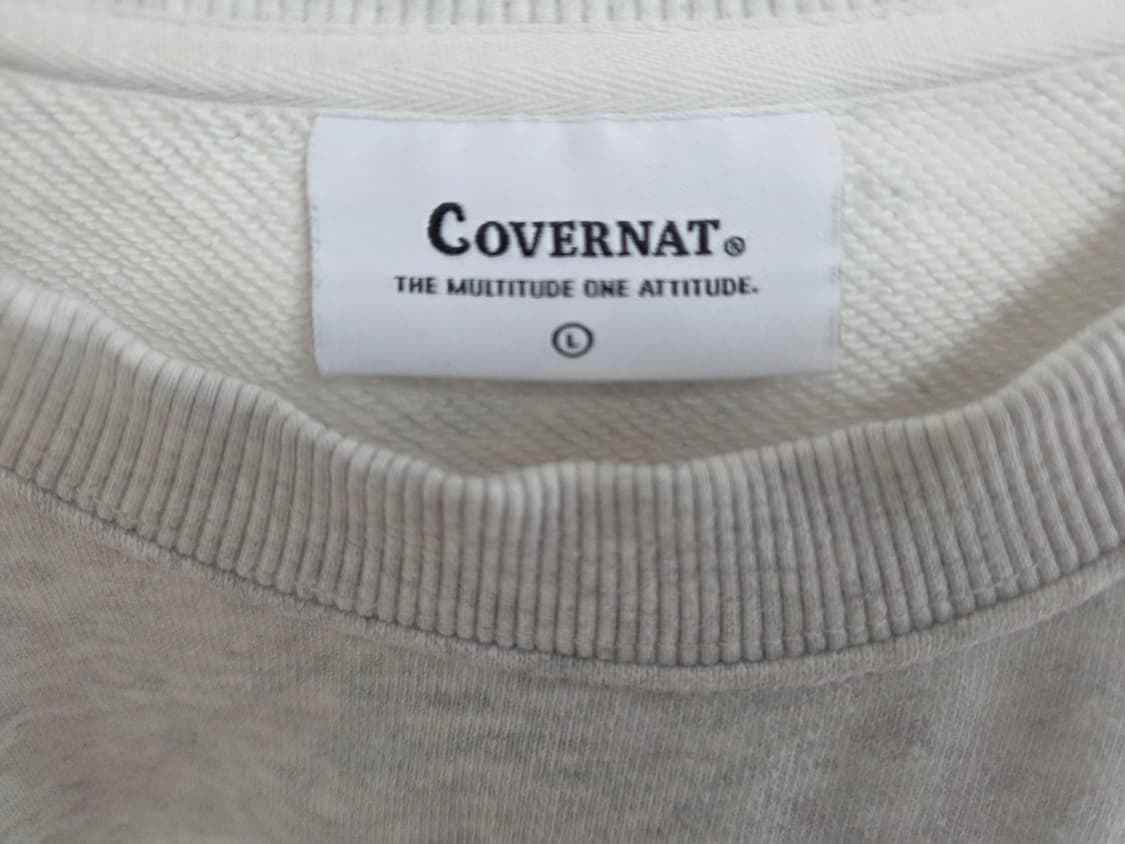 COVERNAT®
THE MULTITUDE ONE ATTITUDE.
L